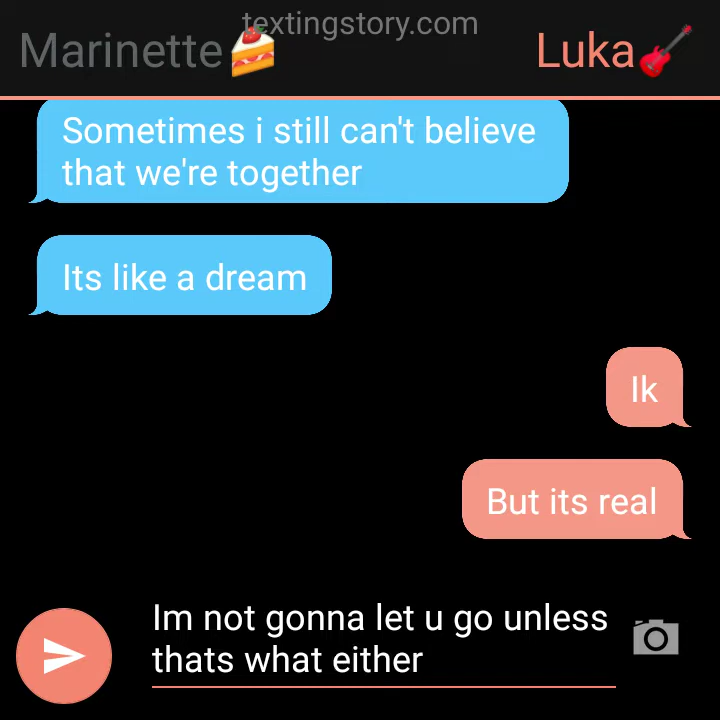 textingstory.com
Marinette🍰 Luka🎸
Sometimes i still can't believe
that we're together
Its like a dream
Ik
But its real
Im not gonna let u go unless
thats what either